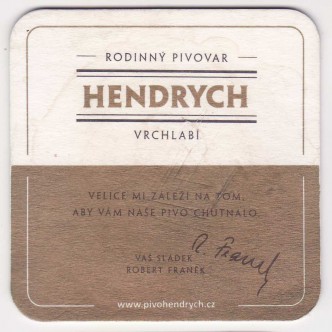 RODINNÝ PIVOVAR
HENDRYCH
VRCHLABÍ
VELICE MI ZÁLEŽÍ NA TOM,
ABY VÁM NAŠE PIVO CHUTNALO.
VÁŠ SLÁDEK
ROBERT FRANĚK
R. Franěk
www.pivohendrych.cz